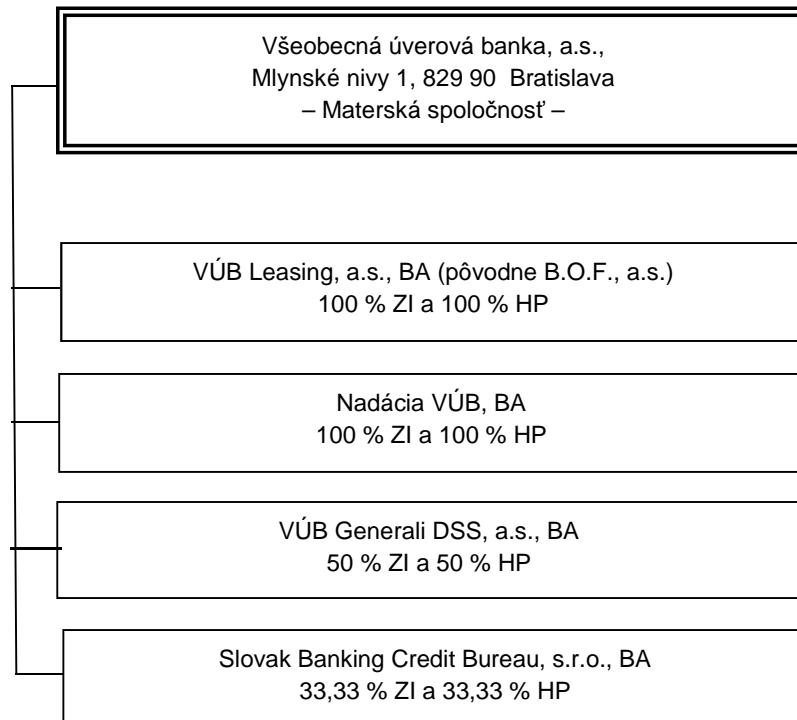 Všeobecná úverová banka, a.s.,
Mlynské nivy 1, 829 90  Bratislava
– Materská spoločnosť –
VÚB Leasing, a.s., BA (pôvodne B.O.F., a.s.)
100 % ZI a 100 % HP
Nadácia VÚB, BA
100 % ZI a 100 % HP
VÚB Generali DSS, a.s., BA
50 % ZI a 50 % HP
Slovak Banking Credit Bureau, s.r.o., BA
33,33 % ZI a 33,33 % HP